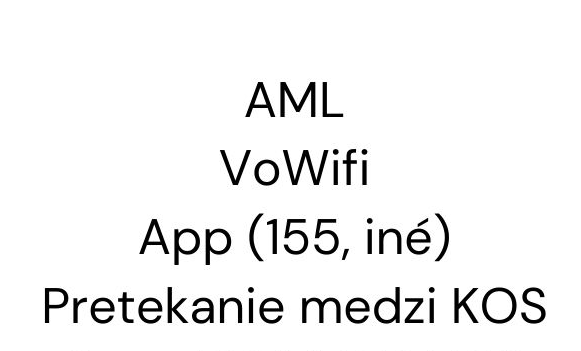 AML
VoWifi
App (155, iné)
Pretekanie medzi KOS